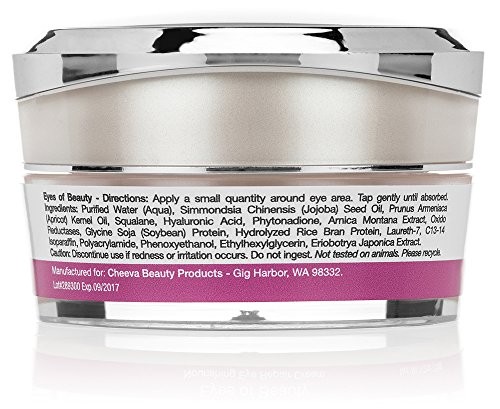 Eyes of Beauty - Directions: Apply a small quantity around eye area. Tap gently until absorbed.
Ingredients: Purified Water (Aqua), Simmondsia Chinensis (Jojoba) Seed Oil, Prunus Armeniaca
(Apricot) Kernel Oil, Squalane, Hyaluronic Acid, Phytonadione, Arnica Montana Extract, Oxido
Reductases, Glycine Soja (Soybean) Protein, Hydrolyzed Rice Bran Protein, Laureth-7, C13-14
Isoparaffin, Polyacrylamide, Phenoxyethanol, Ethylhexylglycerin, Eriobotrya Japonica Extract.
Caution: Discontinue use if redness or irritation occurs. Do not ingest. Not tested on animals. Please recycle.
Manufactured for: Cheeva Beauty Products - Gig Harbor, WA 98332.
Lot#288300 Exp.09/2017